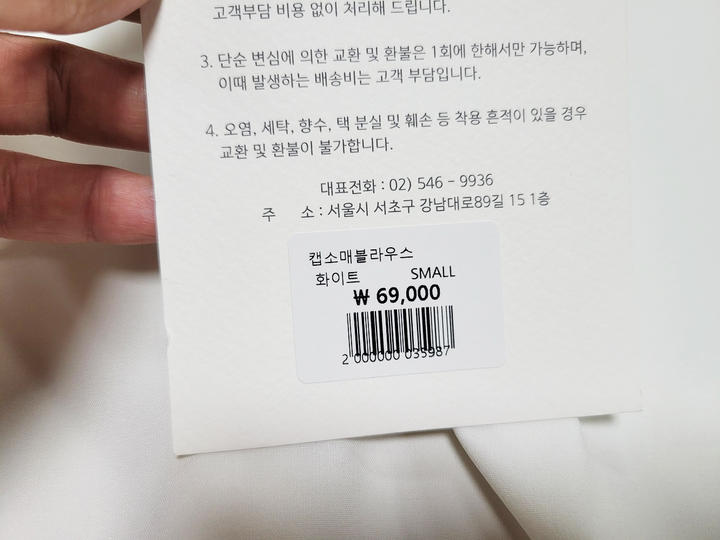 고객부담 비용 없이 처리해 드립니다.
3. 단순 변심에 의한 교환 및 환불은 1회에 한해서만 가능하며,
이때 발생하는 배송비는 고객 부담입니다.
4. 오염, 세탁, 향수, 택 분실 및 훼손 등 착용 흔적이 있을 경우
교환 및 환불이 불가합니다.
대표전화 : 02) 546 - 9936
주 소 : 서울시 서초구 강남대로89길 15 1층
캡소매블라우스
화이트 SMALL
₩ 69,000
2 000000 035987